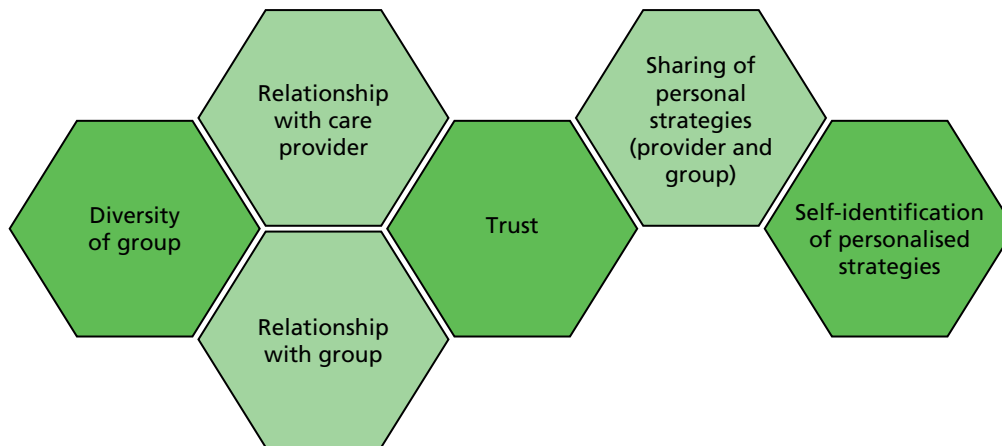 Diversity
of group
Relationship
with care
provider
Relationship
with group
Trust
Sharing of
personal
strategies
(provider and
group)
Self-identification
of personalised
strategies